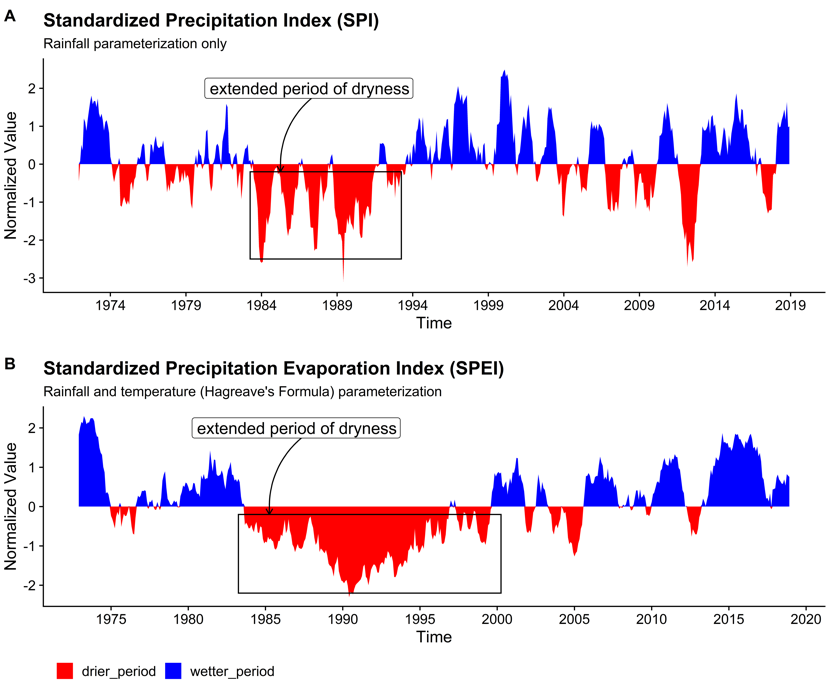 A
Standardized Precipitation Index (SPI)
Rainfall parameterization only
extended period of dryness
Normalized Value
2
1
0
-1
-2
-3
1974 1979 1984 1989 1994 1999 2004 2009 2014 2019
Time
B
Standardized Precipitation Evaporation Index (SPEI)
Rainfall and temperature (Hagreave's Formula) parameterization
extended period of dryness
Normalized Value
2
1
0
-1
-2
1975 1980 1985 1990 1995 2000 2005 2010 2015 2020
Time
drier_period wetter_period